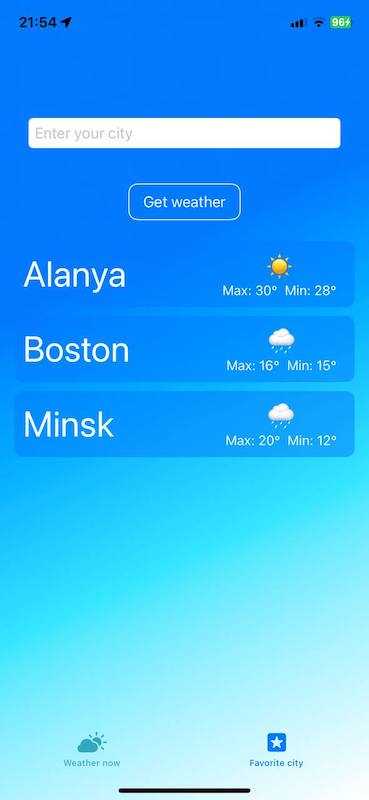 21:54
96
Enter your city
Get weather
Alanya
Max: 30° Min: 28°
Boston
Max: 16° Min: 15°
Minsk
Max: 20° Min: 12°
Weather now
Favorite city